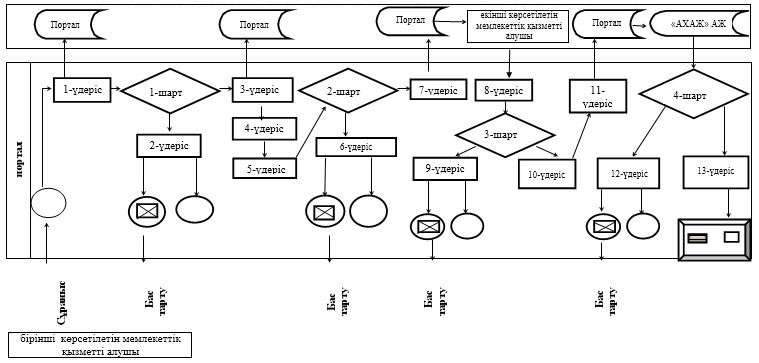 Портал
Портал
Портал
екінші көрсетілетін
мемлекеттік қызметті
алушы
Портал
«АХАЖ» АЖ
портал
1-үдеріс
1-шарт
2-үдеріс
3-үдеріс
4-үдеріс
5-үдеріс
2-шарт
6-үдеріс
7-үдеріс
8-үдеріс
3-шарт
9-үдеріс
10-үдеріс
11-
үдеріс
4-шарт
12-үдеріс
13-үдеріс
Сұраныс
Бас
тарту
Бас
тарту
Бас
тарту
Бас
тарту
бірінші көрсетілетін мемлекеттік
қызметті алушы